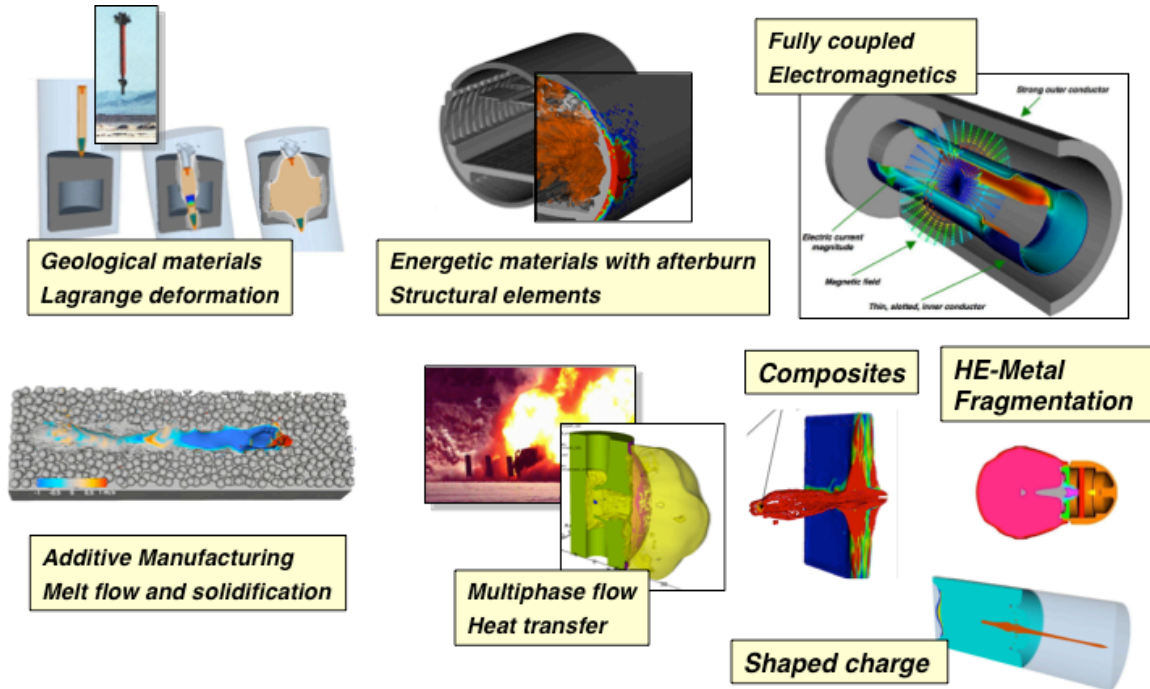 Geological materials
Lagrange deformation
Energetic materials with afterburn
Structural elements
Fully coupled
Electromagnetics
Strong outer conductor
Electric current
magnitude
Magnetic field
Thin, slotted, inner conductor
Additive Manufacturing
Melt flow and solidification
Multiphase flow
Heat transfer
Composites
HE-Metal
Fragmentation
Shaped charge